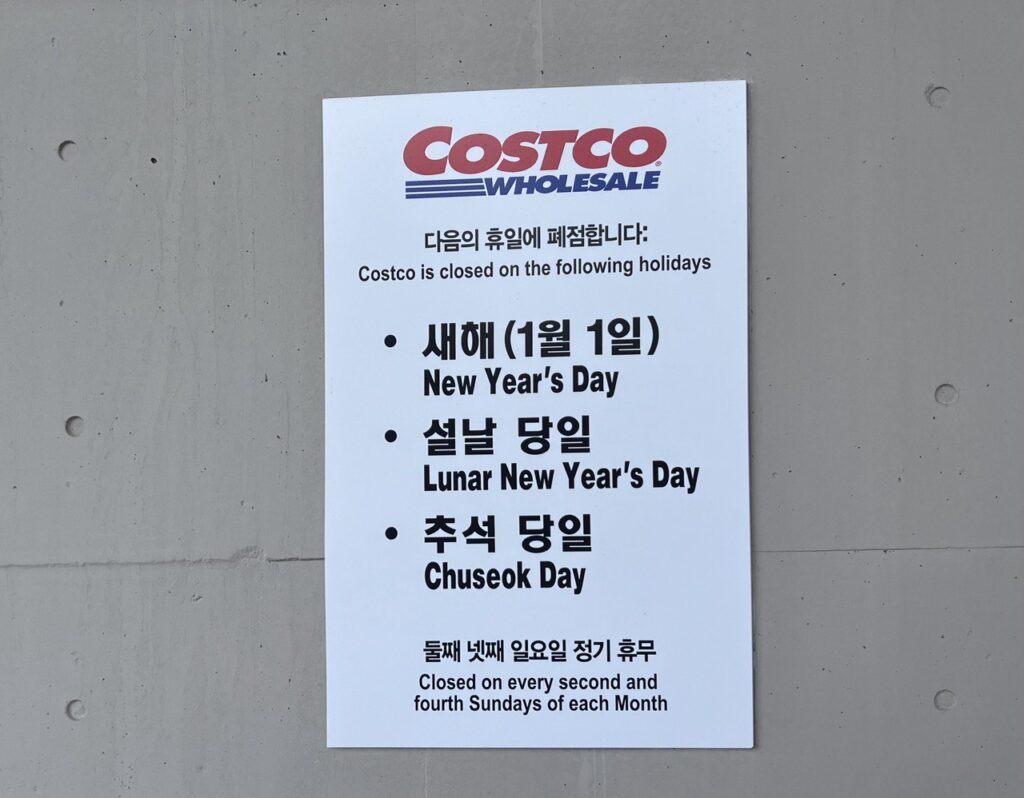 COSTCO
WHOLESALE
다음의 휴일에 폐점합니다:
Costco is closed on the following holidays
• 새해 (1월 1일)
New Year's Day
• 설날 당일
Lunar New Year's Day
• 추석 당일
Chuseok Day
둘째 넷째 일요일 정기 휴무
Closed on every second and
fourth Sundays of each Month